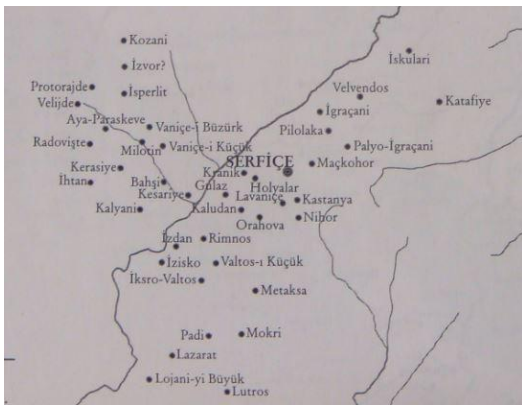 Kozani
İskulari
İzvor?
Protorajde
İsperlit
Velvendos
Katafiye
Velijde
İgraçani
Aya-Paraskeve
Vaniçe-i Büzürk
Pilolaka
Radovişte
Milotin
Vaniçe-i Küçük
Palyo-İgraçani
SERFİÇE
Maçkohor
Kerasiye
Kranik
İhtan
Bahşi
Gülaz
Holyalar
Kesariye
Lavaniçe
Kastanya
Kalyani
Kaludan
Nihor
Orahova
İzdan
Rimnos
İzisko
Valtos-ı Küçük
İksro-Valtos
Metaksa
Padi
Mokri
Lazarat
Lojani-yi Büyük
Lutros